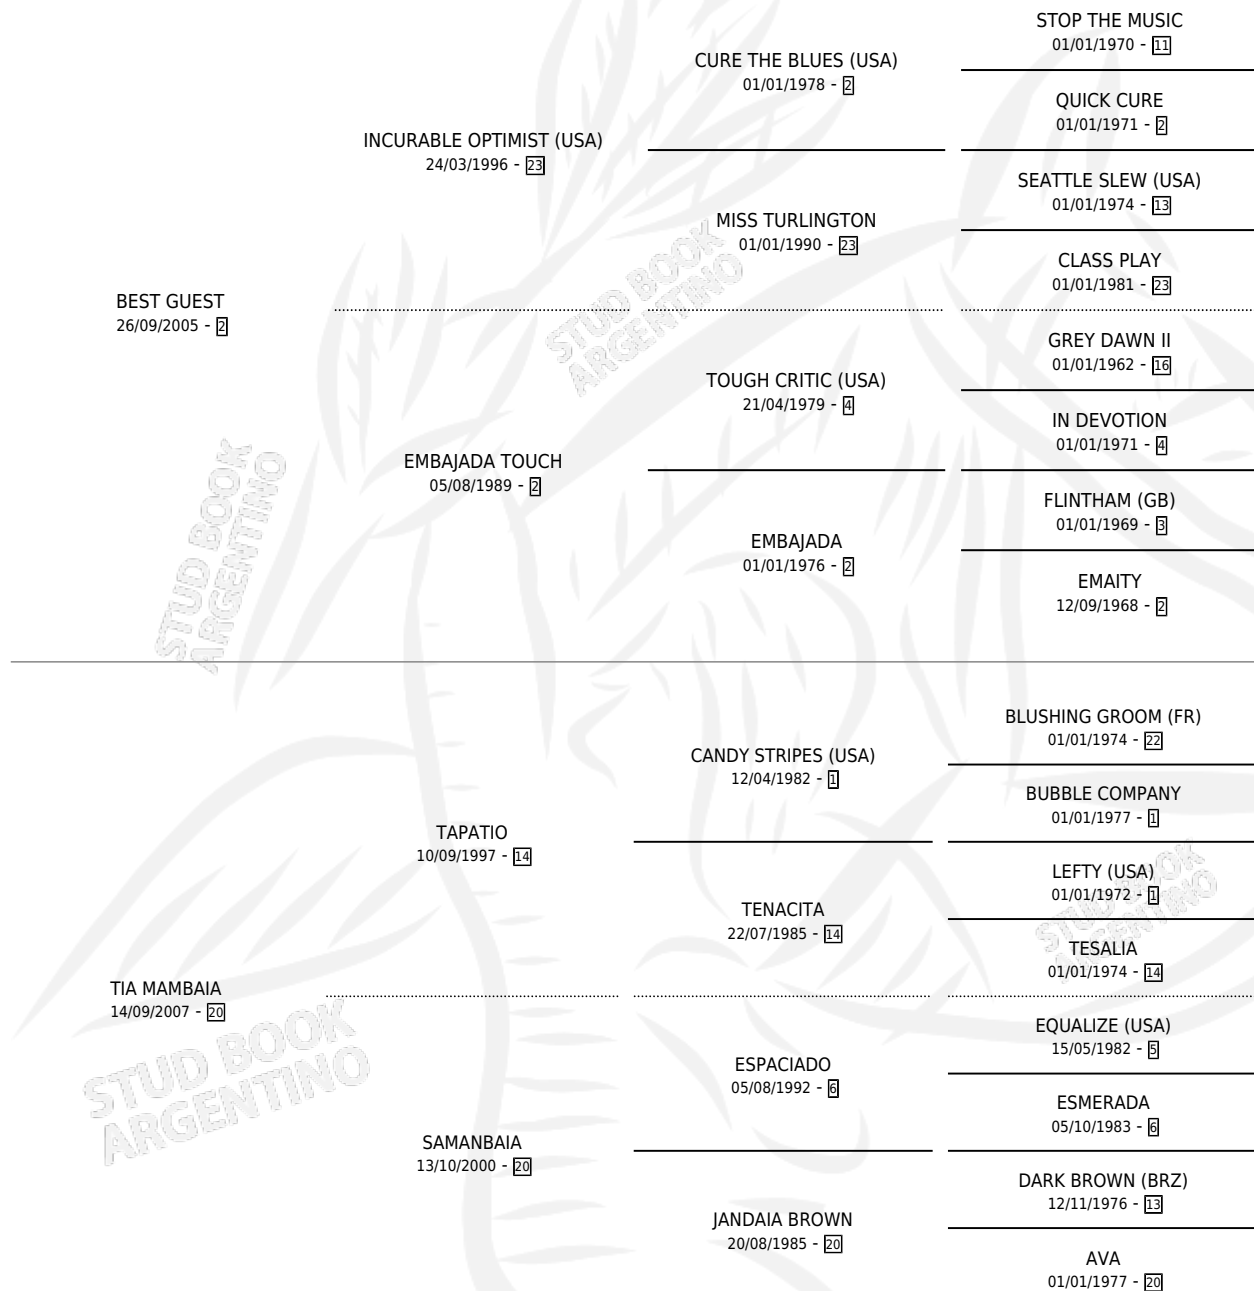 STOP THE MUSIC
01/01/1970 - 11
CURE THE BLUES (USA)
01/01/1978 - 2
QUICK CURE
01/01/1971 - 2
INCURABLE OPTIMIST (USA)
24/03/1996 - 23
SEATTLE SLEW (USA)
01/01/1974 - 13
MISS TURLINGTON
01/01/1990 - 23
CLASS PLAY
01/01/1981 - 23
BEST GUEST
26/09/2005 - 2
GREY DAWN II
01/01/1962 - 16
TOUGH CRITIC (USA)
21/04/1979 - 4
IN DEVOTION
01/01/1971 - 4
EMBAJADA TOUCH
05/08/1989 - 2
FLINTHAM (GB)
01/01/1969 - 3
EMBAJADA
01/01/1976 - 2
EMAITY
12/09/1968 - 2
BLUSHING GROOM (FR)
01/01/1974 - 22
CANDY STRIPES (USA)
12/04/1982 - 1
BUBBLE COMPANY
01/01/1977 - 1
TAPATIO
10/09/1997 - 14
LEFTY (USA)
01/01/1972 - 1
TENACITA
22/07/1985 - 14
TESALIA
01/01/1974 - 14
TIA MAMBAIA
14/09/2007 - 20
EQUALIZE (USA)
15/05/1982 - 5
ESPACIADO
05/08/1992 - 6
ESMERADA
05/10/1983 - 6
SAMANBAIA
13/10/2000 - 20
DARK BROWN (BRZ)
12/11/1976 - 13
JANDAIA BROWN
20/08/1985 - 20
AVA
01/01/1977 - 20
STUD BOOK
ARGENTINO
STUD BOOK
ARGENTINO
STUD BOOK
ARGENTINO
STUD BOOK
ARGENTINO